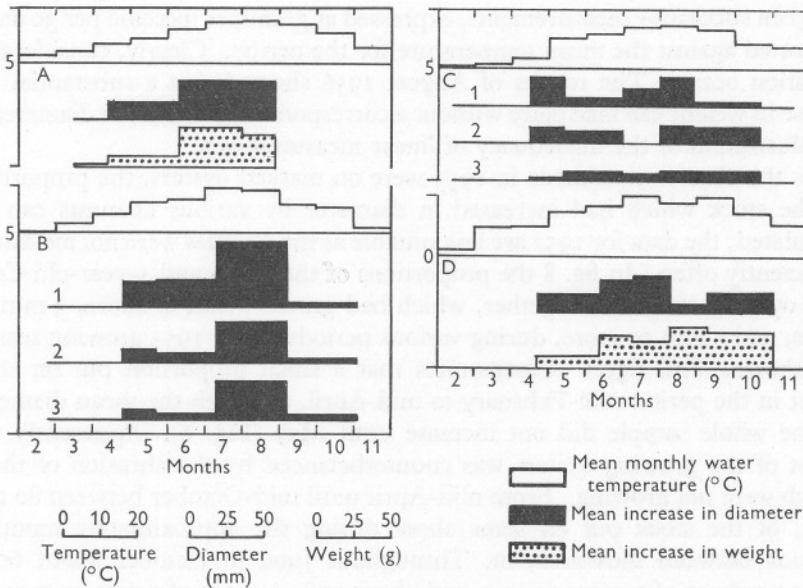 5
A
5
1
2
3
2 3 4 5 6 7 8 9 10 11
Months
5
C
1
2
3
0
D
2 3 4 5 6 7 8 9 10 11
Months
0 10 20
Temperature
(°C)
0 25 50
Diameter
(mm)
0 25 50
Weight (g)
Mean monthly water
temperature (°C)
Mean increase in diameter
Mean increase in weight